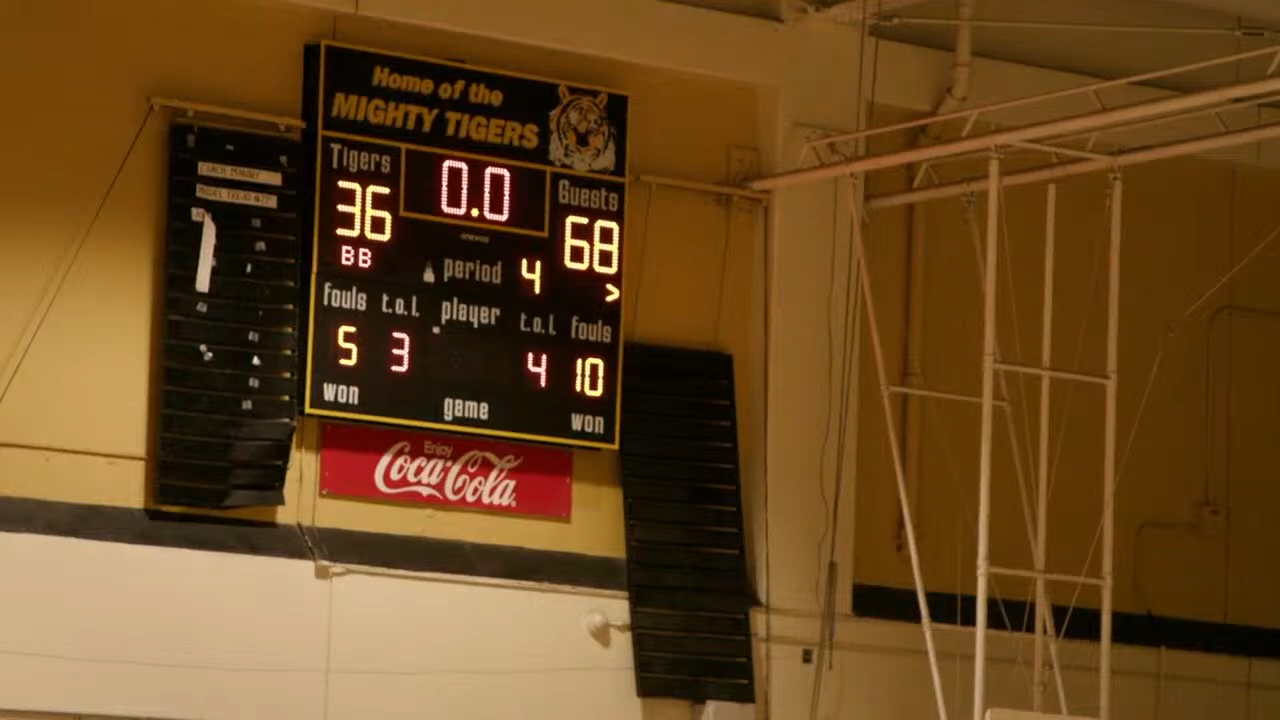 Home of the
MIGHTY TIGERS
Tigers
0.0
Guests
36
68
BB
period 4
>
fouls t.o.l. player t.o.l. fouls
5 3 4 10
won game won
Enjoy
Coca-Cola